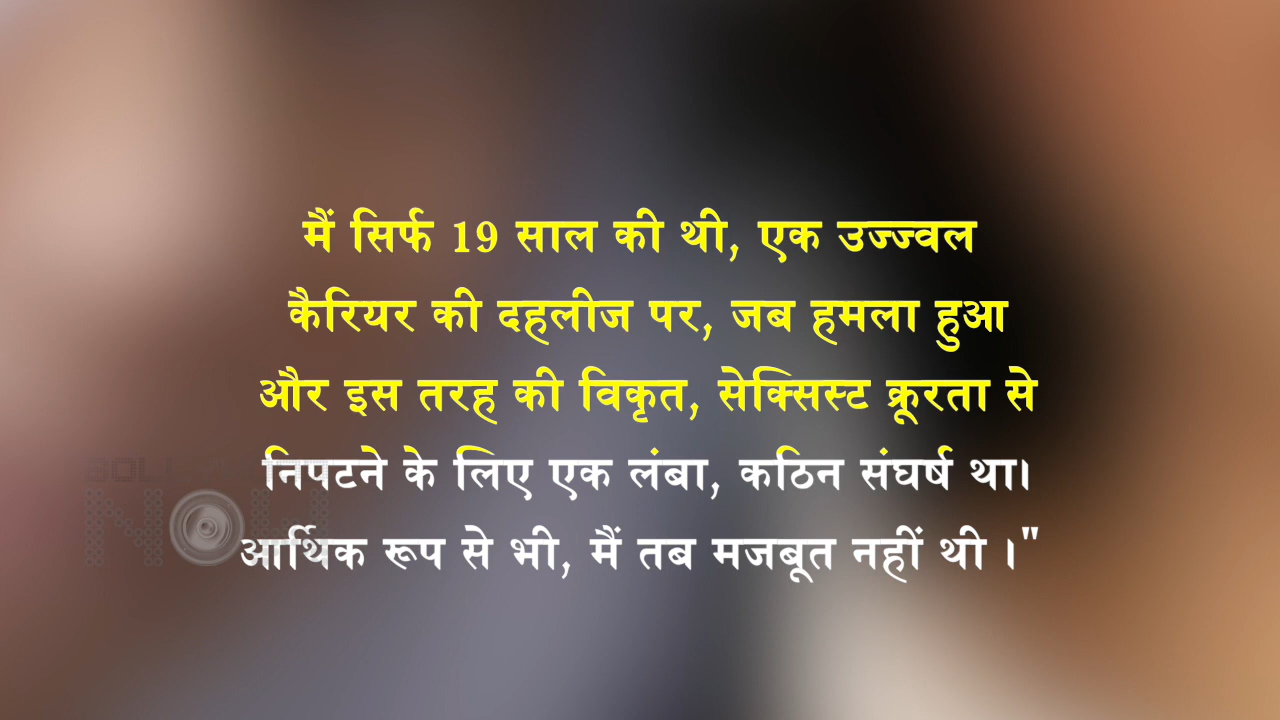 मैं सिर्फ 19 साल की थी, एक उज्ज्वल
कैरियर की दहलीज पर, जब हमला हुआ
और इस तरह की विकृत, सेक्सिस्ट क्रूरता से
निपटने के लिए एक लंबा, कठिन संघर्ष था।
आर्थिक रूप से भी, मैं तब मजबूत नहीं थी ।"
NOW